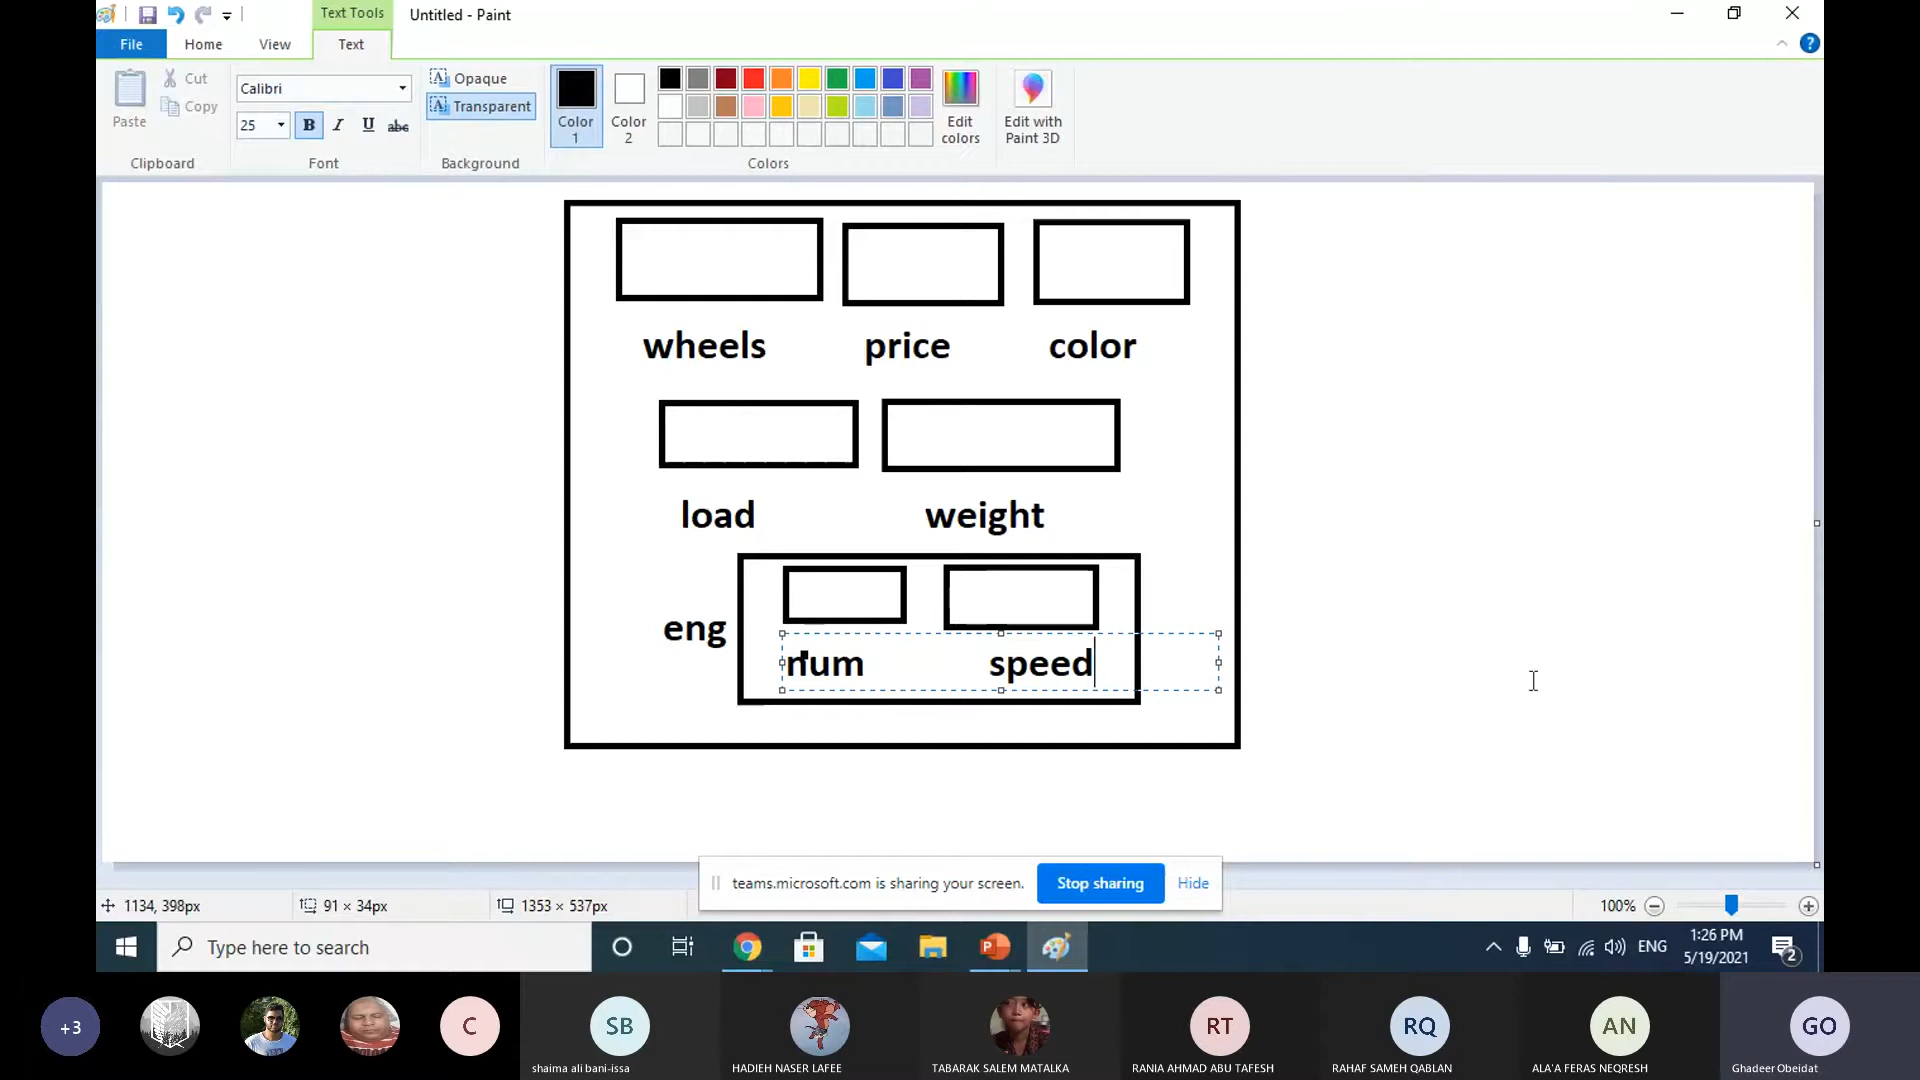 Text Tools
Untitled - Paint
File
Home
View
Text
Paste
Cut
Copy
Clipboard
Calibri
25
B
I
U
abc
Font
Opaque
Transparent
Background
Color 1
Color 2
Edit colors
Colors
Edit with Paint 3D
wheels
price
color
load
weight
eng
num
speed
teams.microsoft.com is sharing your screen.
Stop sharing
Hide
1134, 398px
91 × 34px
1353 × 537px
100%
Type here to search
ENG
1:26 PM
5/19/2021
2
+3
C
SB
RT
RQ
AN
GO
shaima ali bani-issa
HADIEH NASER LAFEE
TABARAK SALEM MATALKA
RANIA AHMAD ABU TAFESH
RAHAF SAMEH QABLAN
ALA'A FERAS NEQRESH
Ghadeer Obeidat